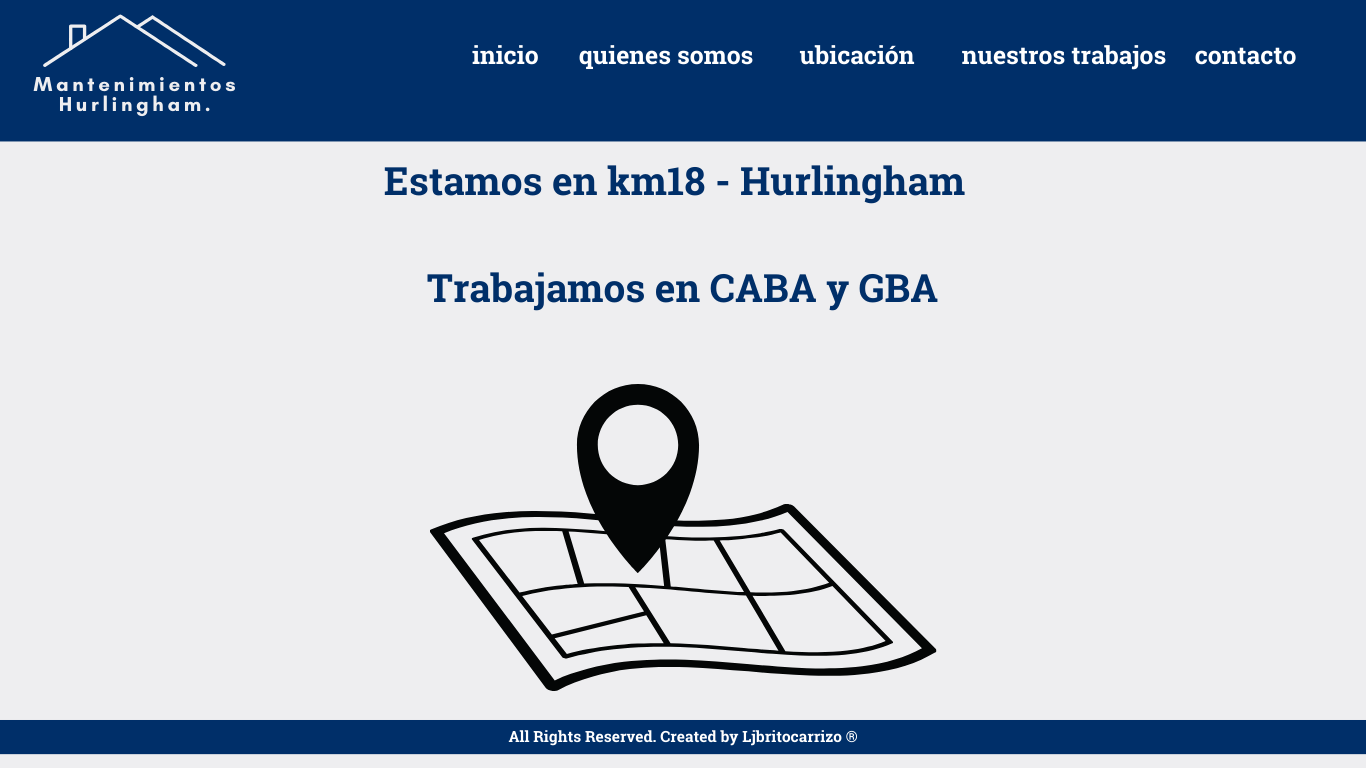 Mantenimientos
Hurlingham.
inicio quienes somos ubicación nuestros trabajos contacto
Estamos en km18 - Hurlingham
Trabajamos en CABA y GBA
All Rights Reserved. Created by Ljbritocarrizo ®